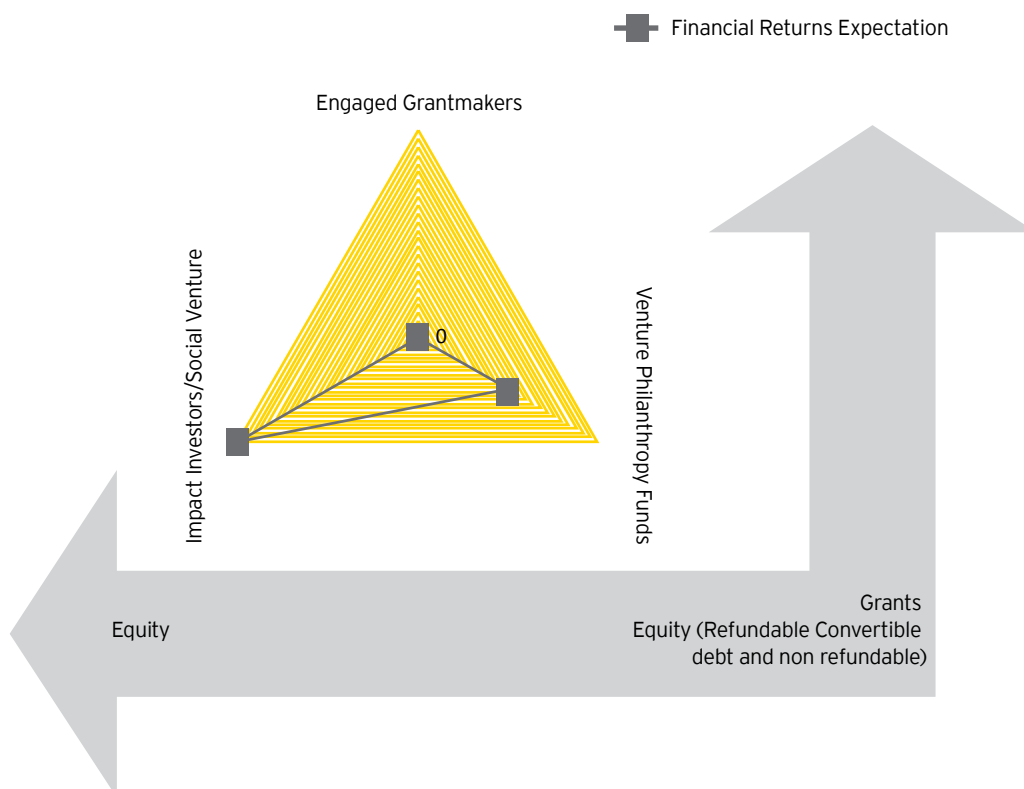 Financial Returns Expectation
Engaged Grantmakers
Impact Investors/Social Venture
0
Venture Philanthropy Funds
Equity
Grants
Equity (Refundable Convertible
debt and non refundable)